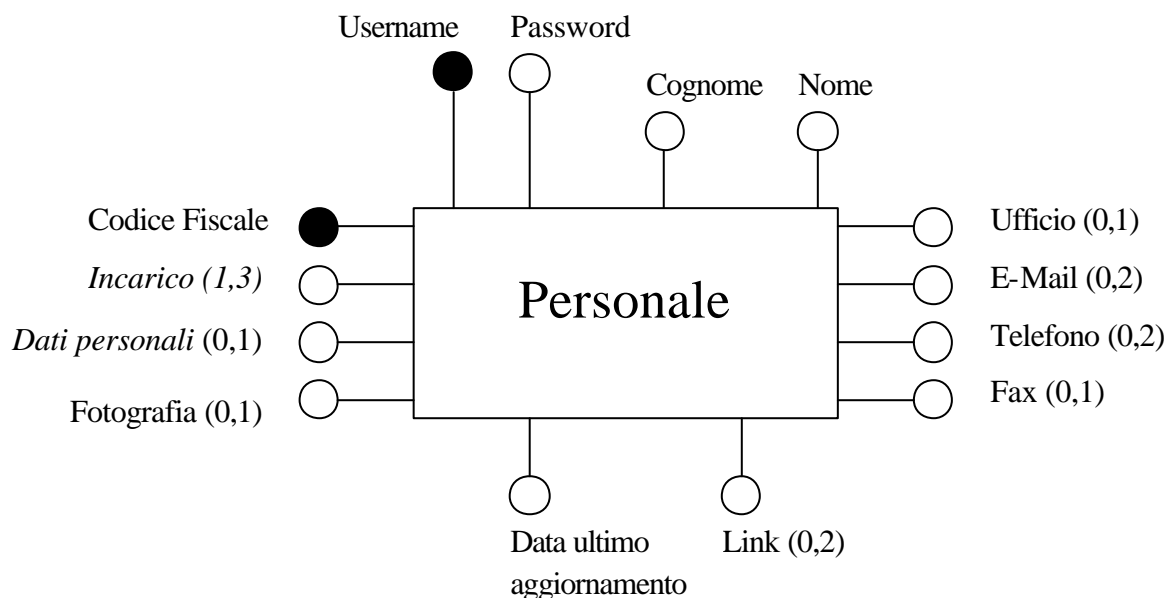 Username
Password
Cognome
Nome
Codice Fiscale
Incarico (1,3)
Dati personali (0,1)
Fotografia (0,1)
Personale
Ufficio (0,1)
E-Mail (0,2)
Telefono (0,2)
Fax (0,1)
Data ultimo
aggiornamento
Link (0,2)